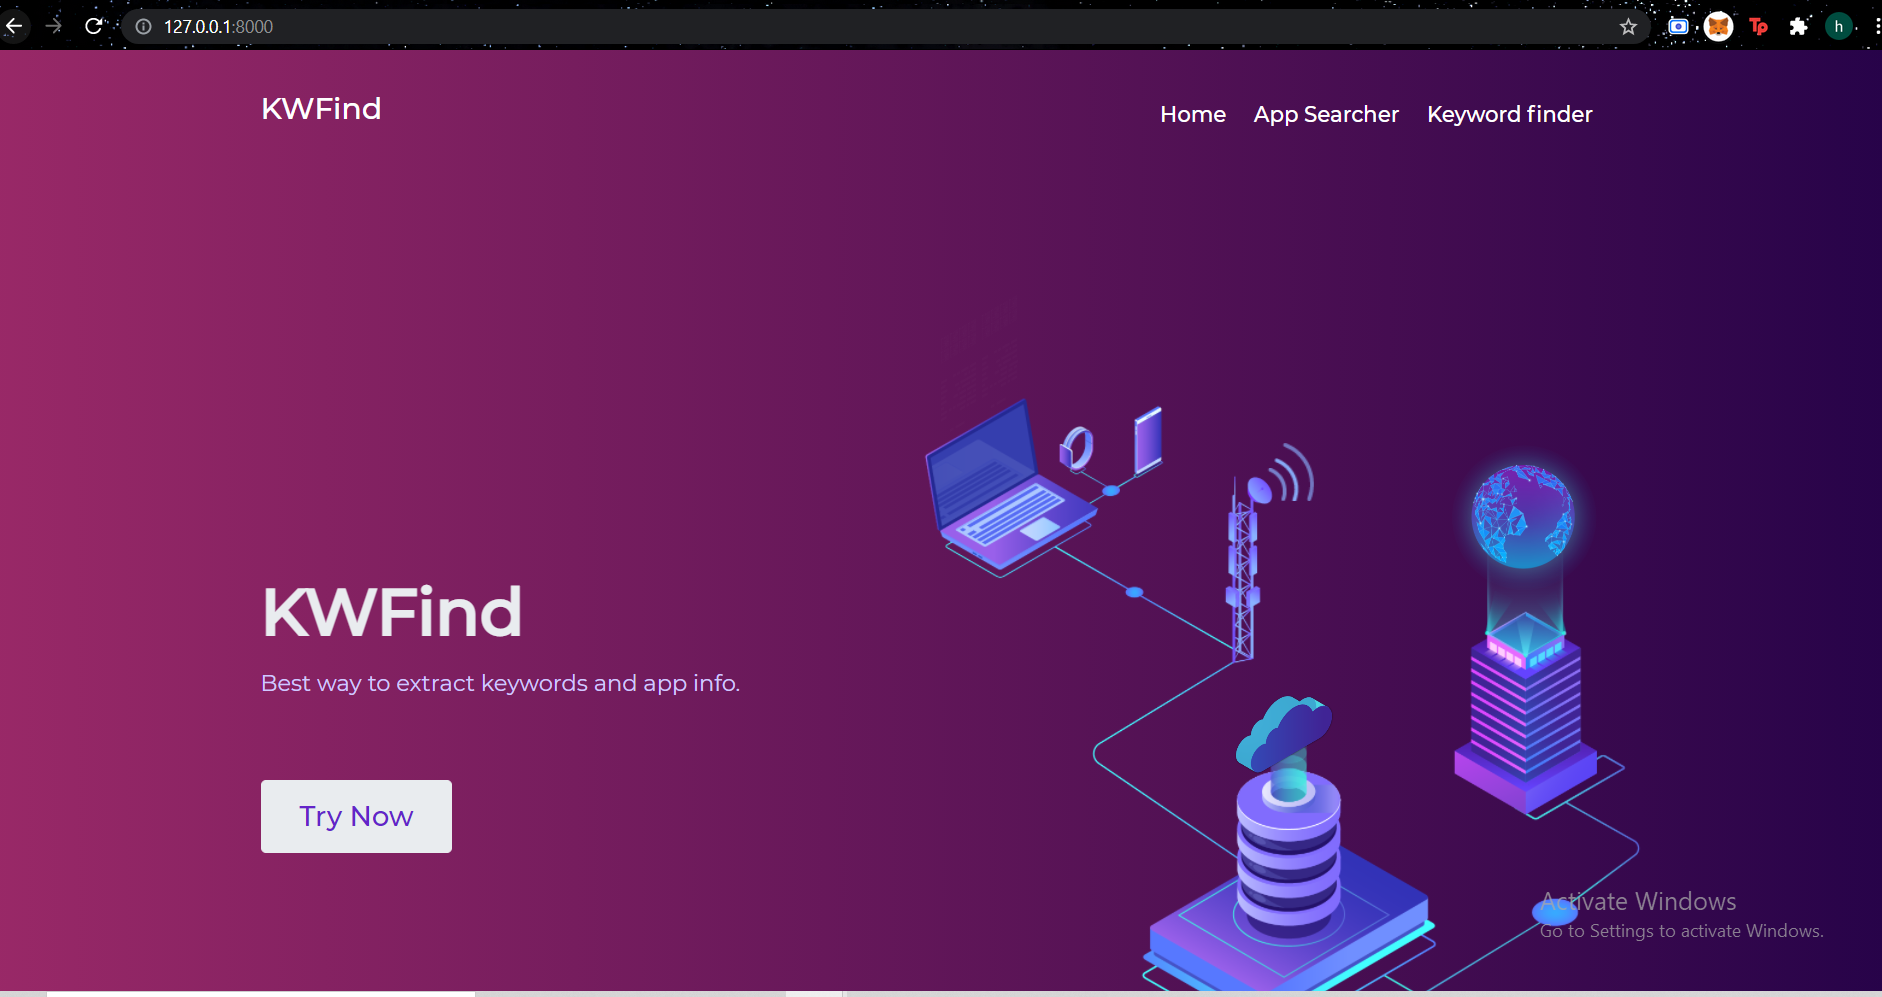 127.0.0.1:8000
Tp
h
KWFind
Home App Searcher Keyword finder
KWFind
Best way to extract keywords and app info.
Try Now
Activate Windows
Go to Settings to activate Windows.